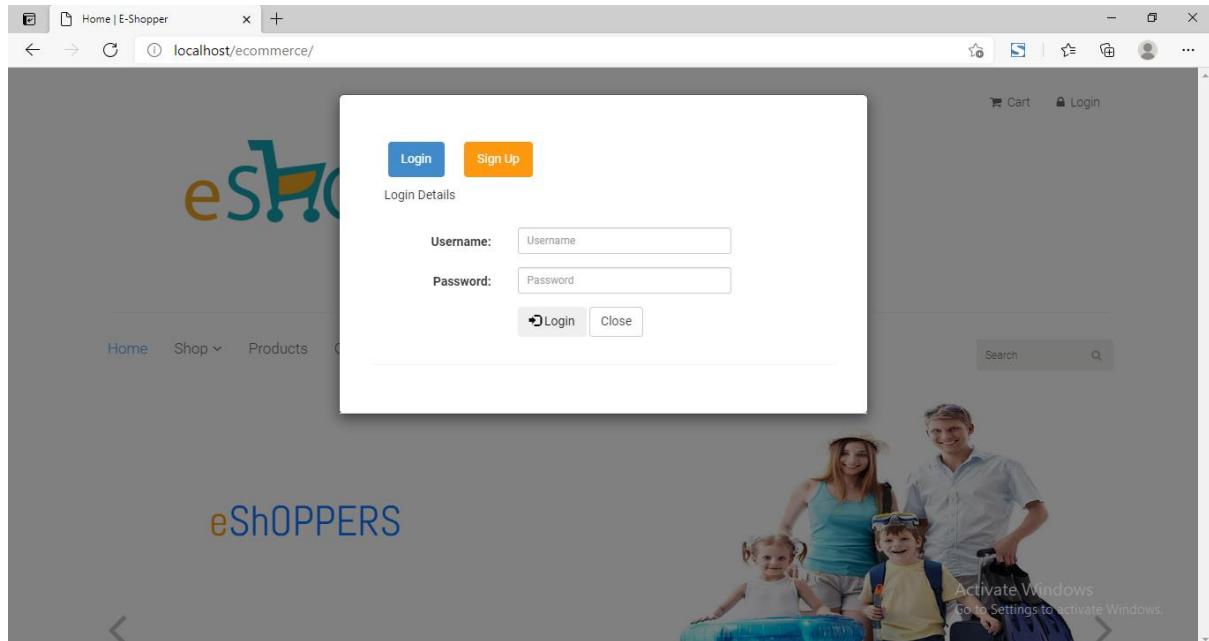 Home | E-Shopper
localhost/ecommerce/
Cart Login
eSHO
Login Sign Up
Login Details
Username: Username
Password: Password
Login Close
Home Shop Products
Search
eShOPPERS
Activate Windows
Go to Settings to activate Windows.